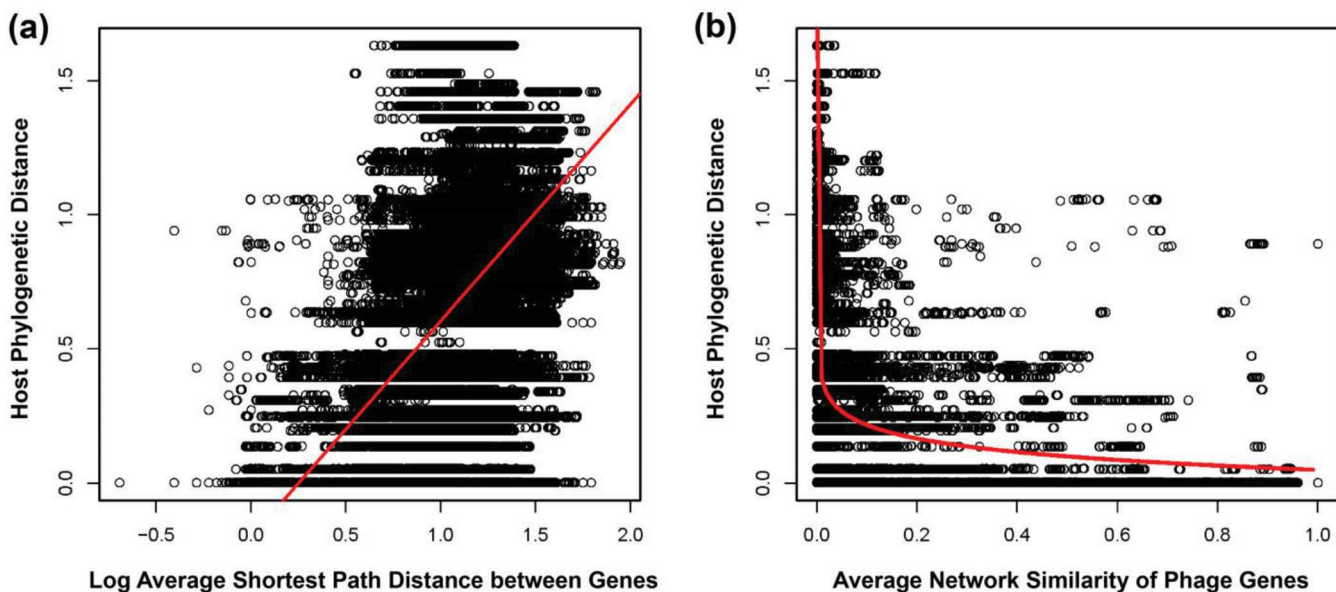 (a)
Host Phylogenetic Distance
1.5
1.0
0.5
0.0
−0.5 0.0 0.5 1.0 1.5 2.0
Log Average Shortest Path Distance between Genes
(b)
Host Phylogenetic Distance
1.5
1.0
0.5
0.0
0.0 0.2 0.4 0.6 0.8 1.0
Average Network Similarity of Phage Genes